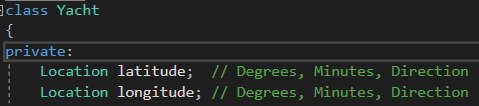 class Yacht
{
private:
Location latitude;  // Degrees, Minutes, Direction
Location longitude; // Degrees, Minutes, Direction